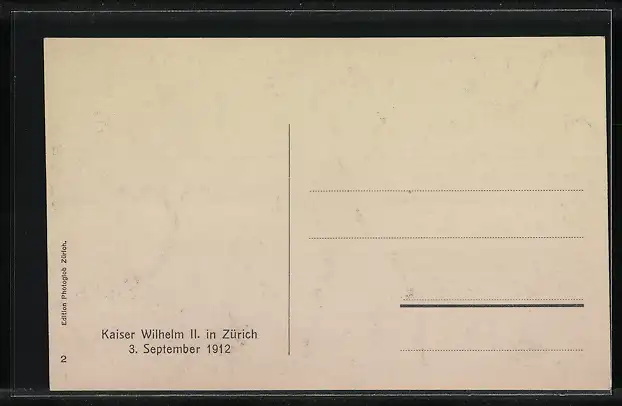 Edition Photoglob Zürich.
Kaiser Wilhelm II. in Zürich
3. September 1912
2